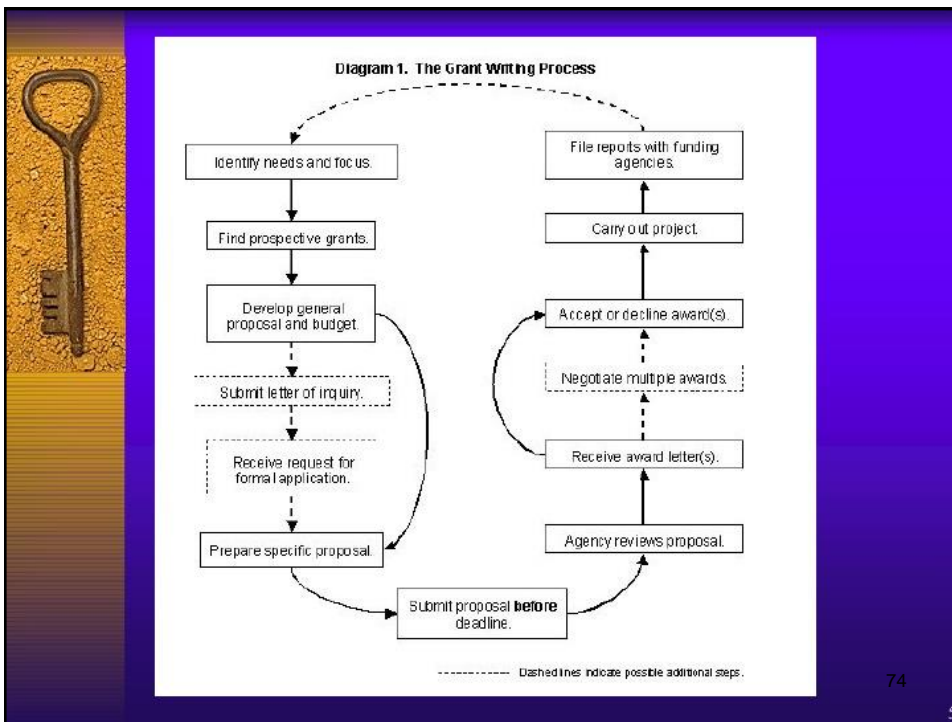 Diagram 1. The Grant Writing Process
Identify needs and focus.
Find prospective grants.
Develop general
proposal and budget.
Submit letter of inquiry.
Receive request for
formal application.
Prepare specific proposal.
Submit proposal before
deadline.
Agency reviews proposal.
Receive award letter(s).
Negotiate multiple awards.
Accept or decline award(s).
Carry out project.
File reports with funding
agencies.
Dashed lines indicate possible additional steps.
74